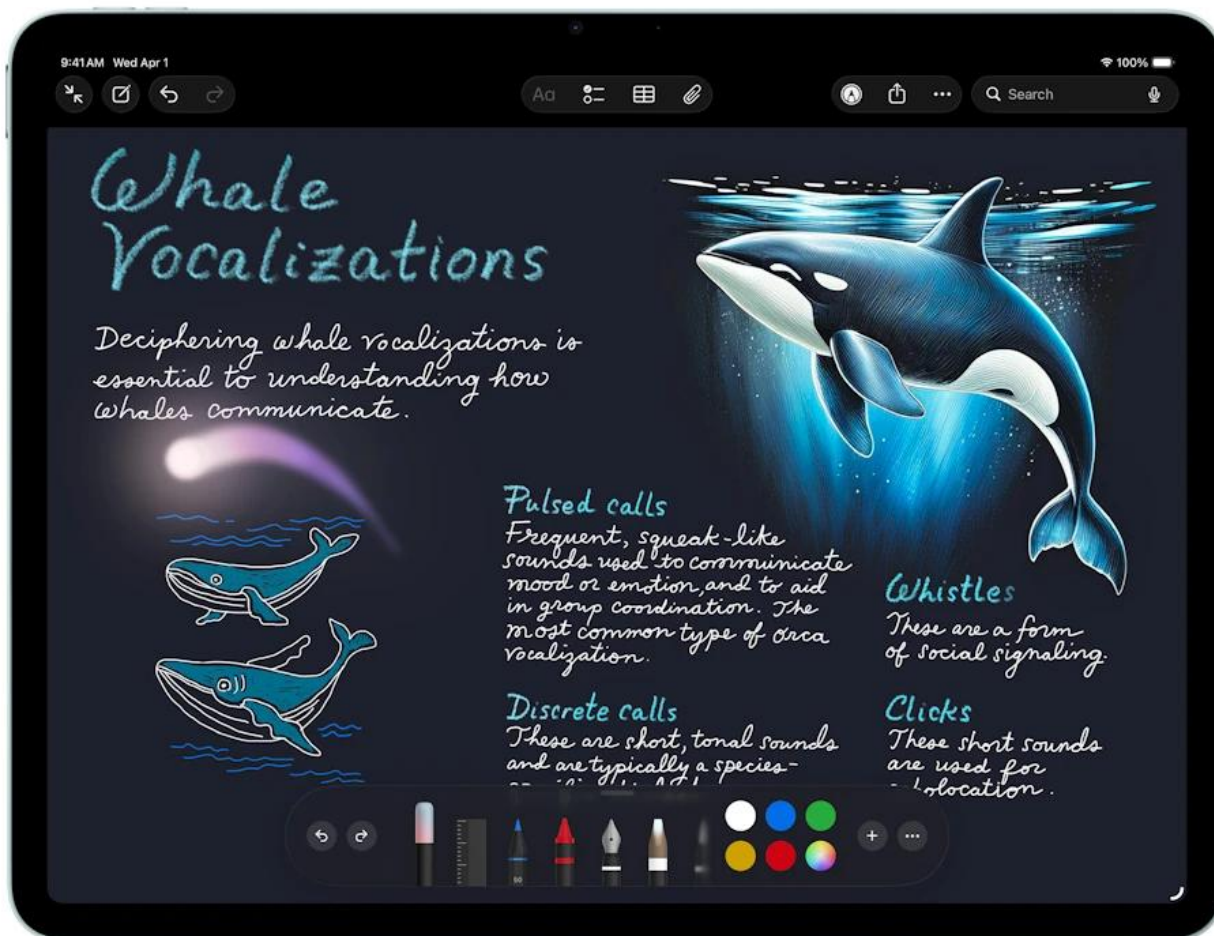 9:41 AM Wed Apr 1
100%
Aa
Search
Whale
Vocalizations
Deciphering whale vocalizations is
essential to understanding how
whales communicate.
Pulsed calls
Frequent, squeak-like
sounds used to communicate
mood or emotion, and to aid
in group coordination. The
most common type of orca
vocalization.
Discrete calls
These are short, tonal sounds
and are typically a species-
Whistles
These are a form
of social signaling.
Clicks
These short sounds
are used for
50